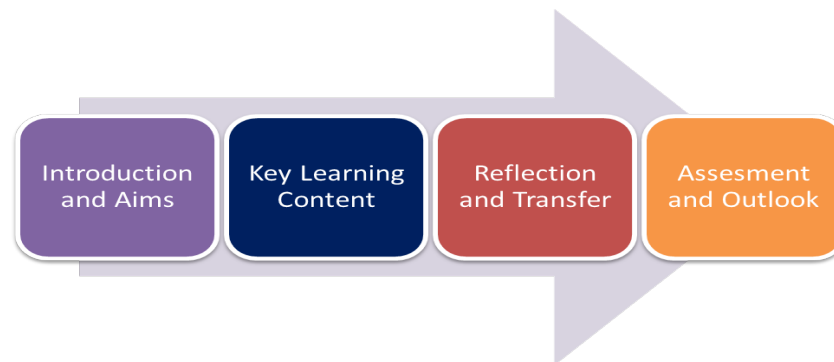 Introduction
and Aims
Key Learning
Content
Reflection
and Transfer
Assesment
and Outlook